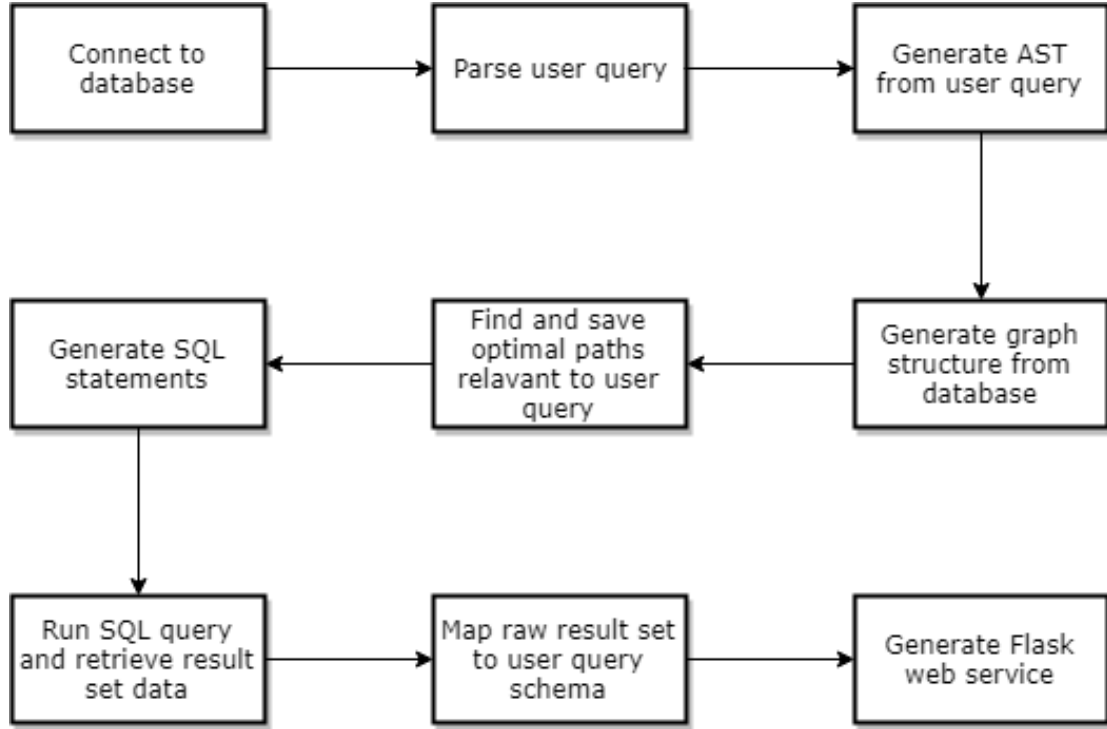 Connect to
database
Parse user query
Generate AST
from user query
Generate graph
structure from
database
Find and save
optimal paths
relavant to user
query
Generate SQL
statements
Run SQL query
and retrieve result
set data
Map raw result set
to user query
schema
Generate Flask
web service